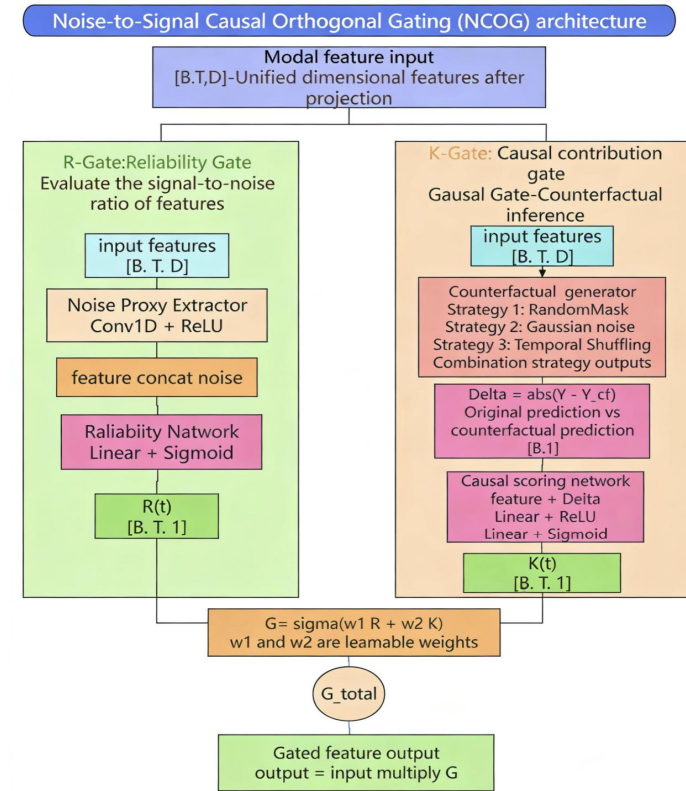 Noise-to-Signal Causal Orthogonal Gating (NCOG) architecture
Modal feature input
[B.T,D]-Unified dimensional features after
projection
R-Gate:Reliability Gate
Evaluate the signal-to-noise
ratio of features
input features
[B. T. D]
Noise Proxy Extractor
Conv1D + ReLU
feature concat noise
Raliabiity Natwork
Linear + Sigmoid
R(t)
[B. T. 1]
K-Gate: Causal contribution
gate
Gausal Gate-Counterfactual
inference
input features
[B. T. D]
Counterfactual generator
Strategy 1: RandomMask
Strategy 2: Gaussian noise
Strategy 3: Temporal Shuffling
Combination strategy outputs
Delta = abs(Y - Y_cf)
Original prediction vs
counterfactual prediction
[B.1]
Causal scoring network
feature + Delta
Linear + ReLU
Linear + Sigmoid
K(t)
[B. T. 1]
G= sigma(w1 R + w2 K)
w1 and w2 are leamable weights
G_total
Gated feature output
output = input multiply G